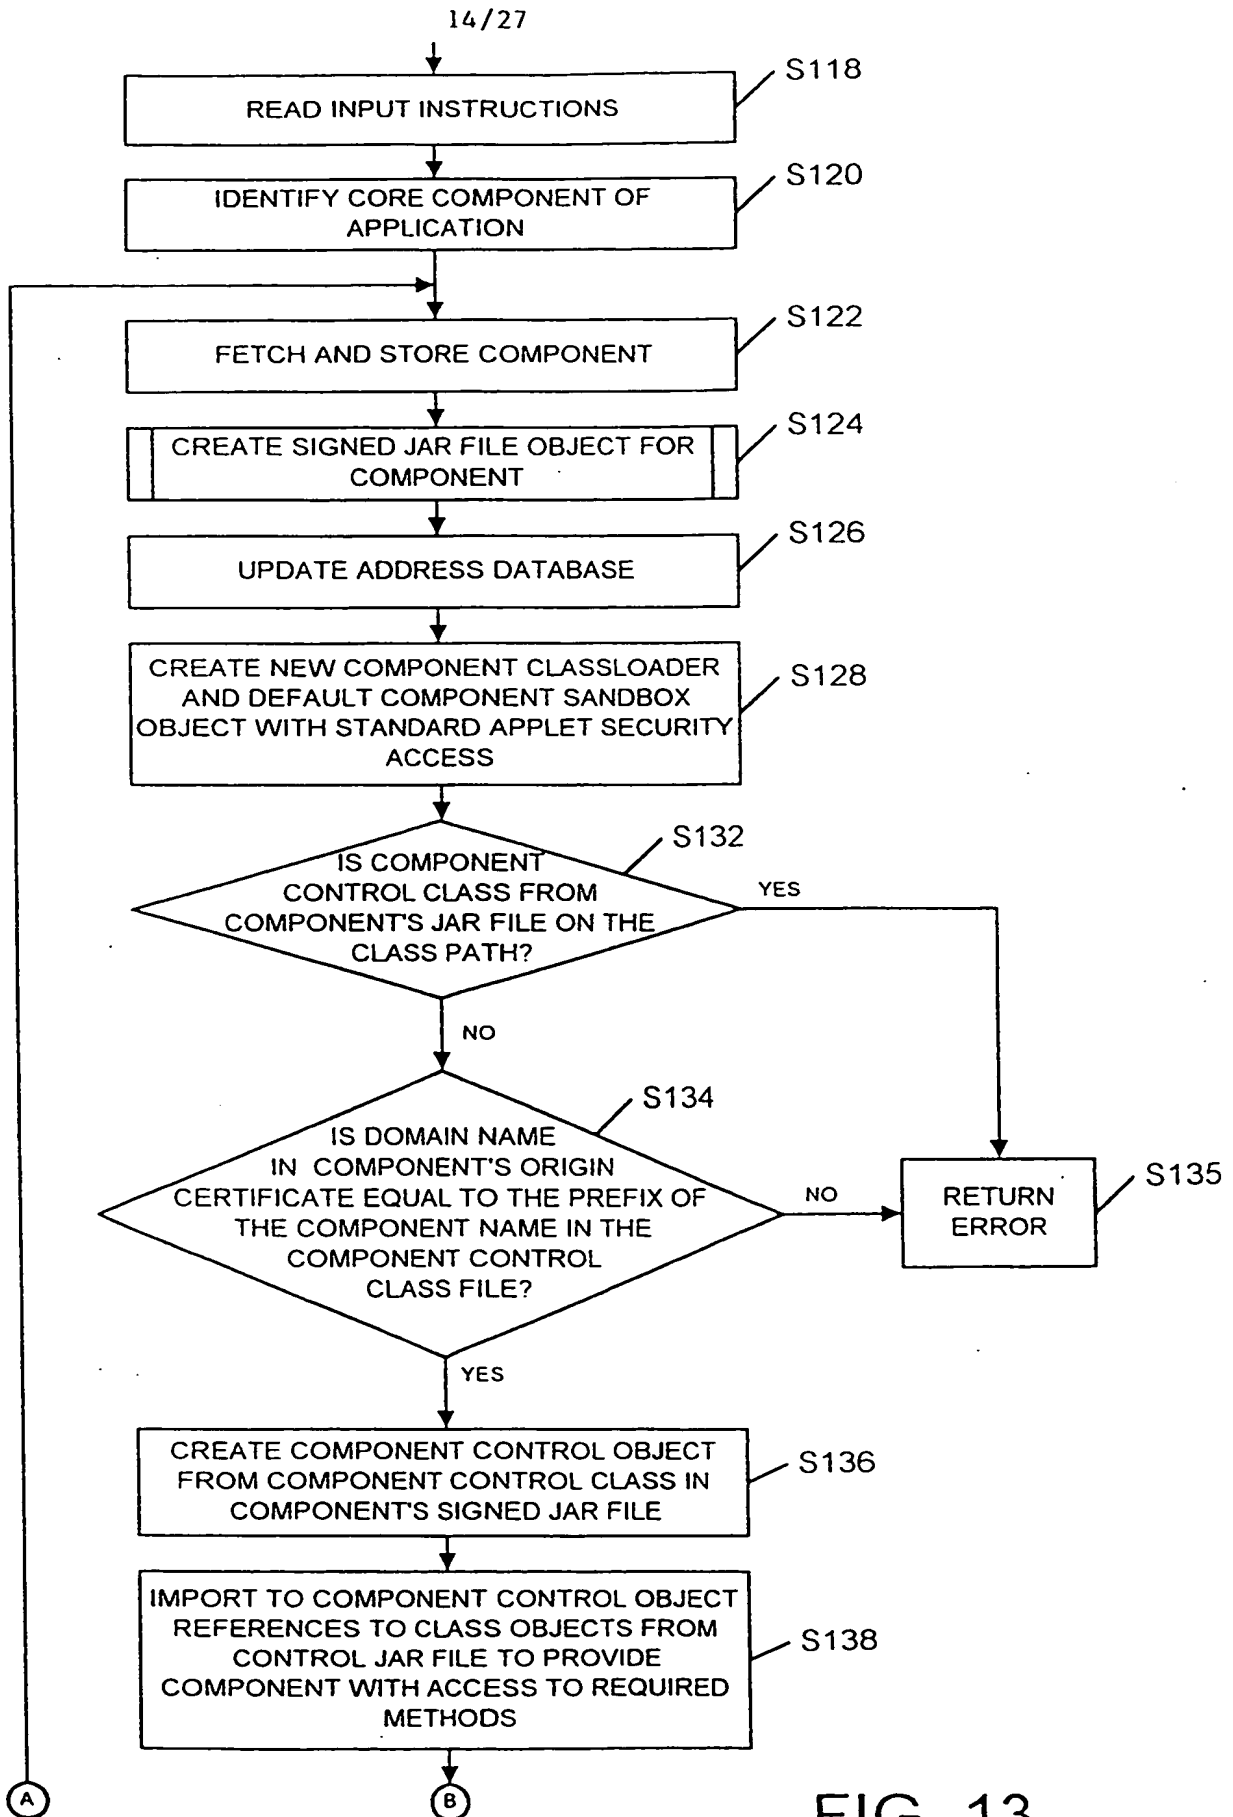 14/27
S118
READ INPUT INSTRUCTIONS
S120
IDENTIFY CORE COMPONENT OF
APPLICATION
S122
FETCH AND STORE COMPONENT
S124
CREATE SIGNED JAR FILE OBJECT FOR
COMPONENT
S126
UPDATE ADDRESS DATABASE
S128
CREATE NEW COMPONENT CLASSLOADER
AND DEFAULT COMPONENT SANDBOX
OBJECT WITH STANDARD APPLET SECURITY
ACCESS
S132
IS COMPONENT
CONTROL CLASS FROM
COMPONENT'S JAR FILE ON THE
CLASS PATH?
YES
NO
S134
IS DOMAIN NAME
IN COMPONENT'S ORIGIN
CERTIFICATE EQUAL TO THE PREFIX OF
THE COMPONENT NAME IN THE
COMPONENT CONTROL
CLASS FILE?
NO
S135
RETURN
ERROR
YES
CREATE COMPONENT CONTROL OBJECT
FROM COMPONENT CONTROL CLASS IN
COMPONENT'S SIGNED JAR FILE
S136
IMPORT TO COMPONENT CONTROL OBJECT
REFERENCES TO CLASS OBJECTS FROM
CONTROL JAR FILE TO PROVIDE
COMPONENT WITH ACCESS TO REQUIRED
METHODS
S138
A
B
FIG. 13